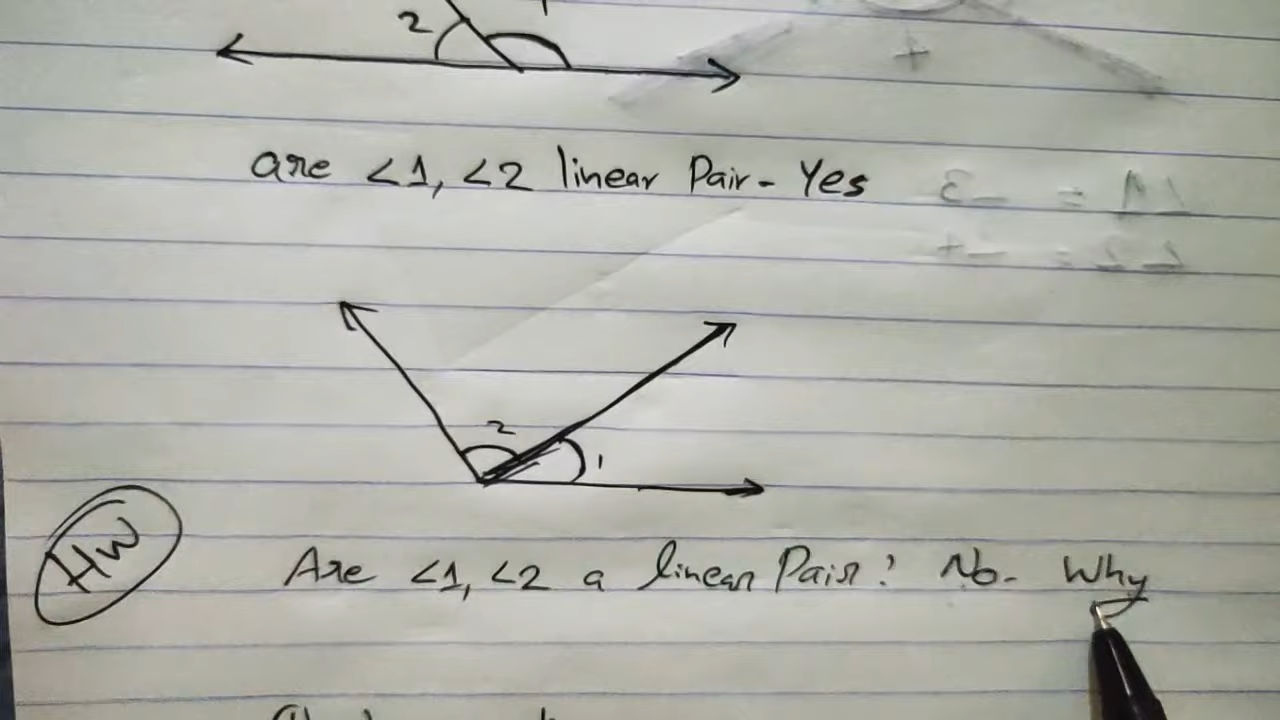 2
are <1, <2 linear Pair - Yes
2
1
HW
Are <1, <2 a linear Pair? No- Why